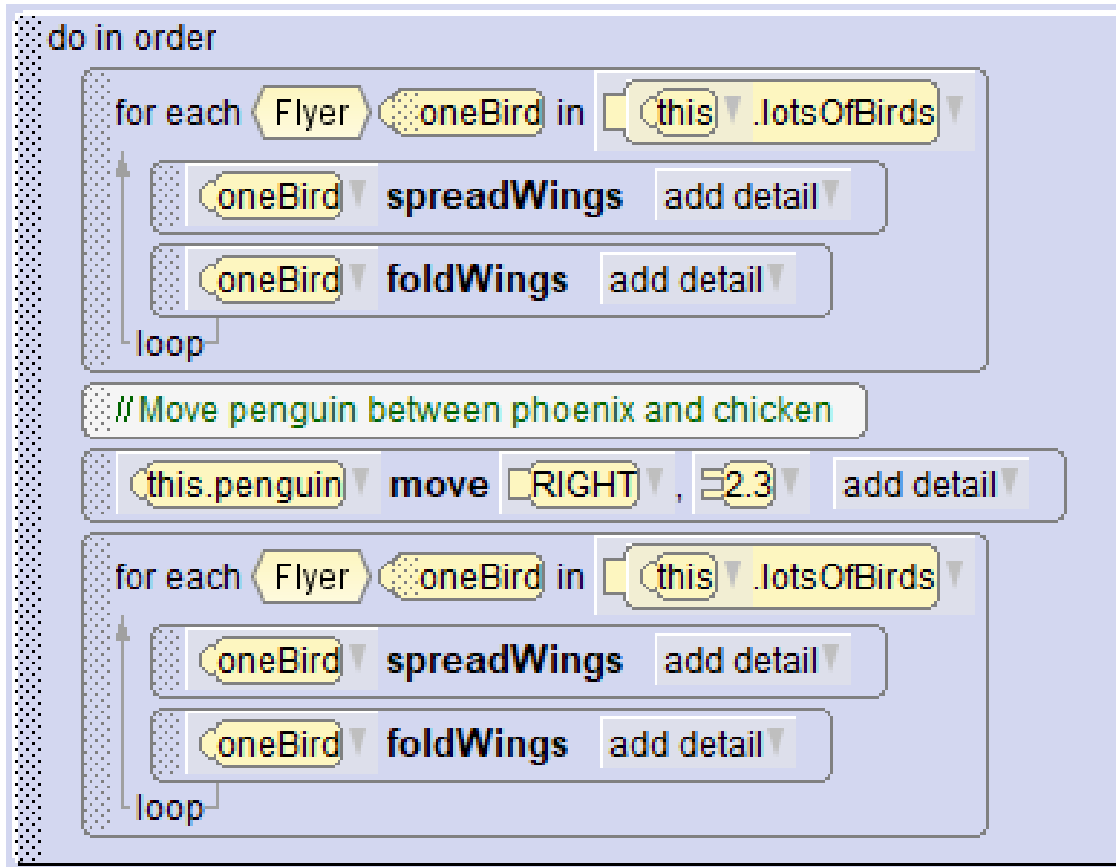 do in order
for each Flyer oneBird in this .lotsOfBirds
oneBird spreadWings add detail
oneBird foldWings add detail
loop
// Move penguin between phoenix and chicken
this.penguin move RIGHT , 2.3 add detail
for each Flyer oneBird in this .lotsOfBirds
oneBird spreadWings add detail
oneBird foldWings add detail
loop